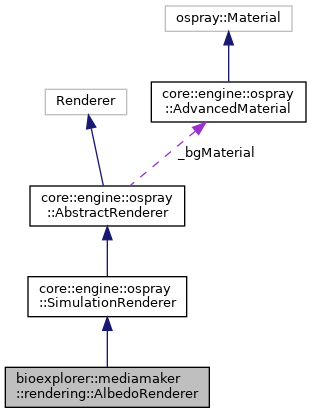 ospray::Material
core::engine::ospray
::AdvancedMaterial
Renderer
_bgMaterial
core::engine::ospray
::AbstractRenderer
core::engine::ospray
::SimulationRenderer
bioexplorer::mediamaker
::rendering::AlbedoRenderer